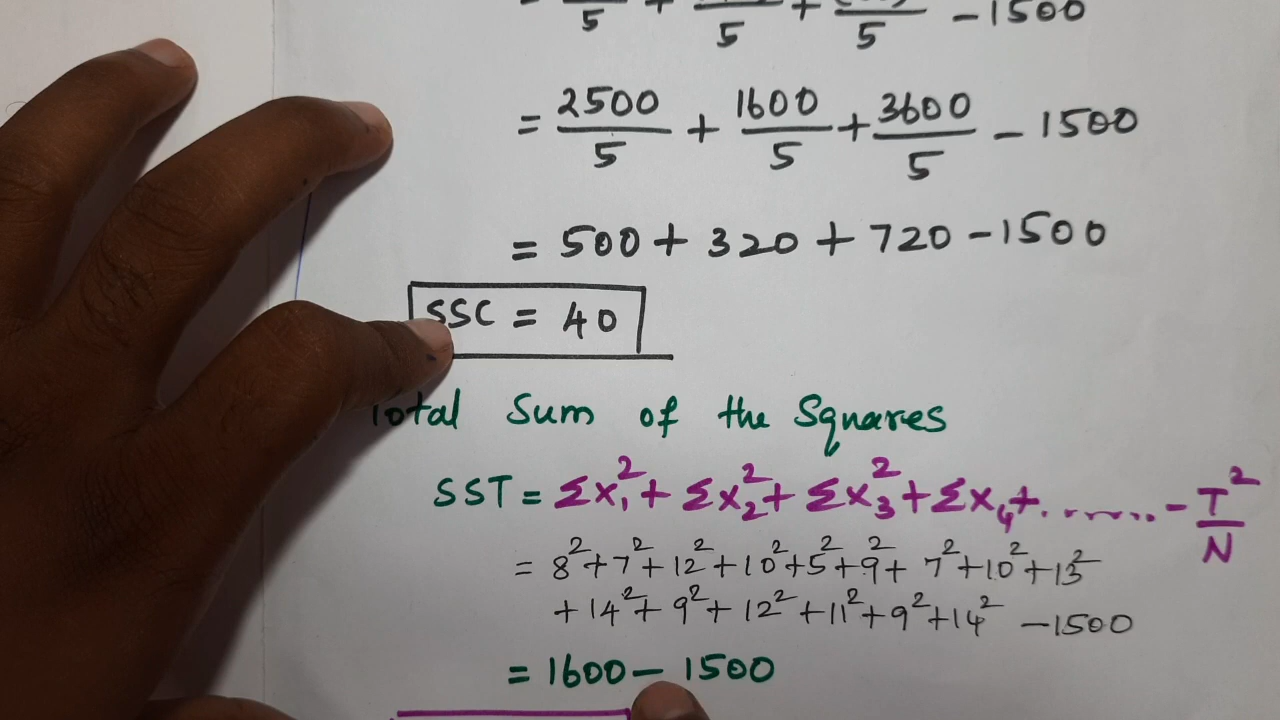 = /5 + /5 + /5 - 1500
= 2500/5 + 1600/5 + 3600/5 - 1500
= 500 + 320 + 720 - 1500
SSC = 40
Total Sum of the Squares
SST = Σx₁² + Σx₂² + Σx₃² + Σx₄ + ........ - T²/N
= 8² + 7² + 12² + 10² + 5² + 9² + 7² + 10² + 13²
+ 14² + 9² + 12² + 11² + 9² + 14² - 1500
= 1600 - 1500